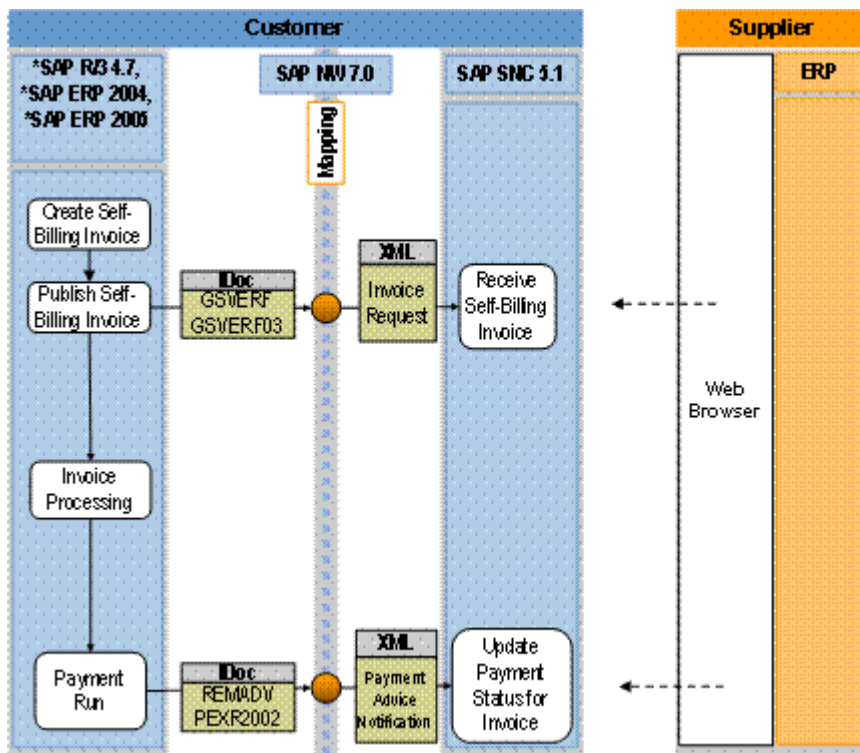 Customer
Supplier
*SAP R/3 4.7,
*SAP ERP 2004,
*SAP ERP 2005
SAP NW 7.0
SAP SNC 5.1
ERP
Mapping
Create Self-
Billing Invoice
Publish Self-
Billing Invoice
IDoc
GSVERF
GSVERF03
XML
Invoice
Request
Receive
Self-Billing
Invoice
Web
Browser
Invoice
Processing
Payment
Run
IDoc
REMADV
PEXR2002
XML
Payment
Advice
Notification
Update
Payment
Status for
Invoice